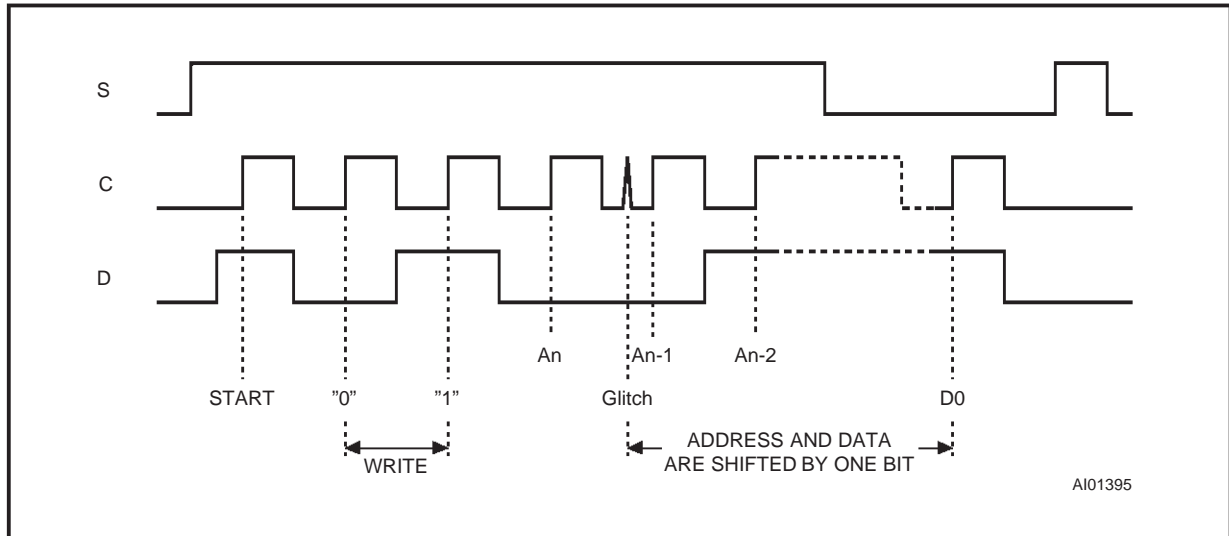 S
C
D
An
An-1
An-2
START
”0”
”1”
Glitch
D0
WRITE
ADDRESS AND DATA
ARE SHIFTED BY ONE BIT
AI01395